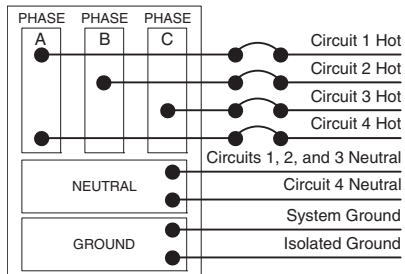 PHASE PHASE PHASE
A B C
Circuit 1 Hot
Circuit 2 Hot
Circuit 3 Hot
Circuit 4 Hot
Circuits 1, 2, and 3 Neutral
NEUTRAL
Circuit 4 Neutral
System Ground
GROUND
Isolated Ground